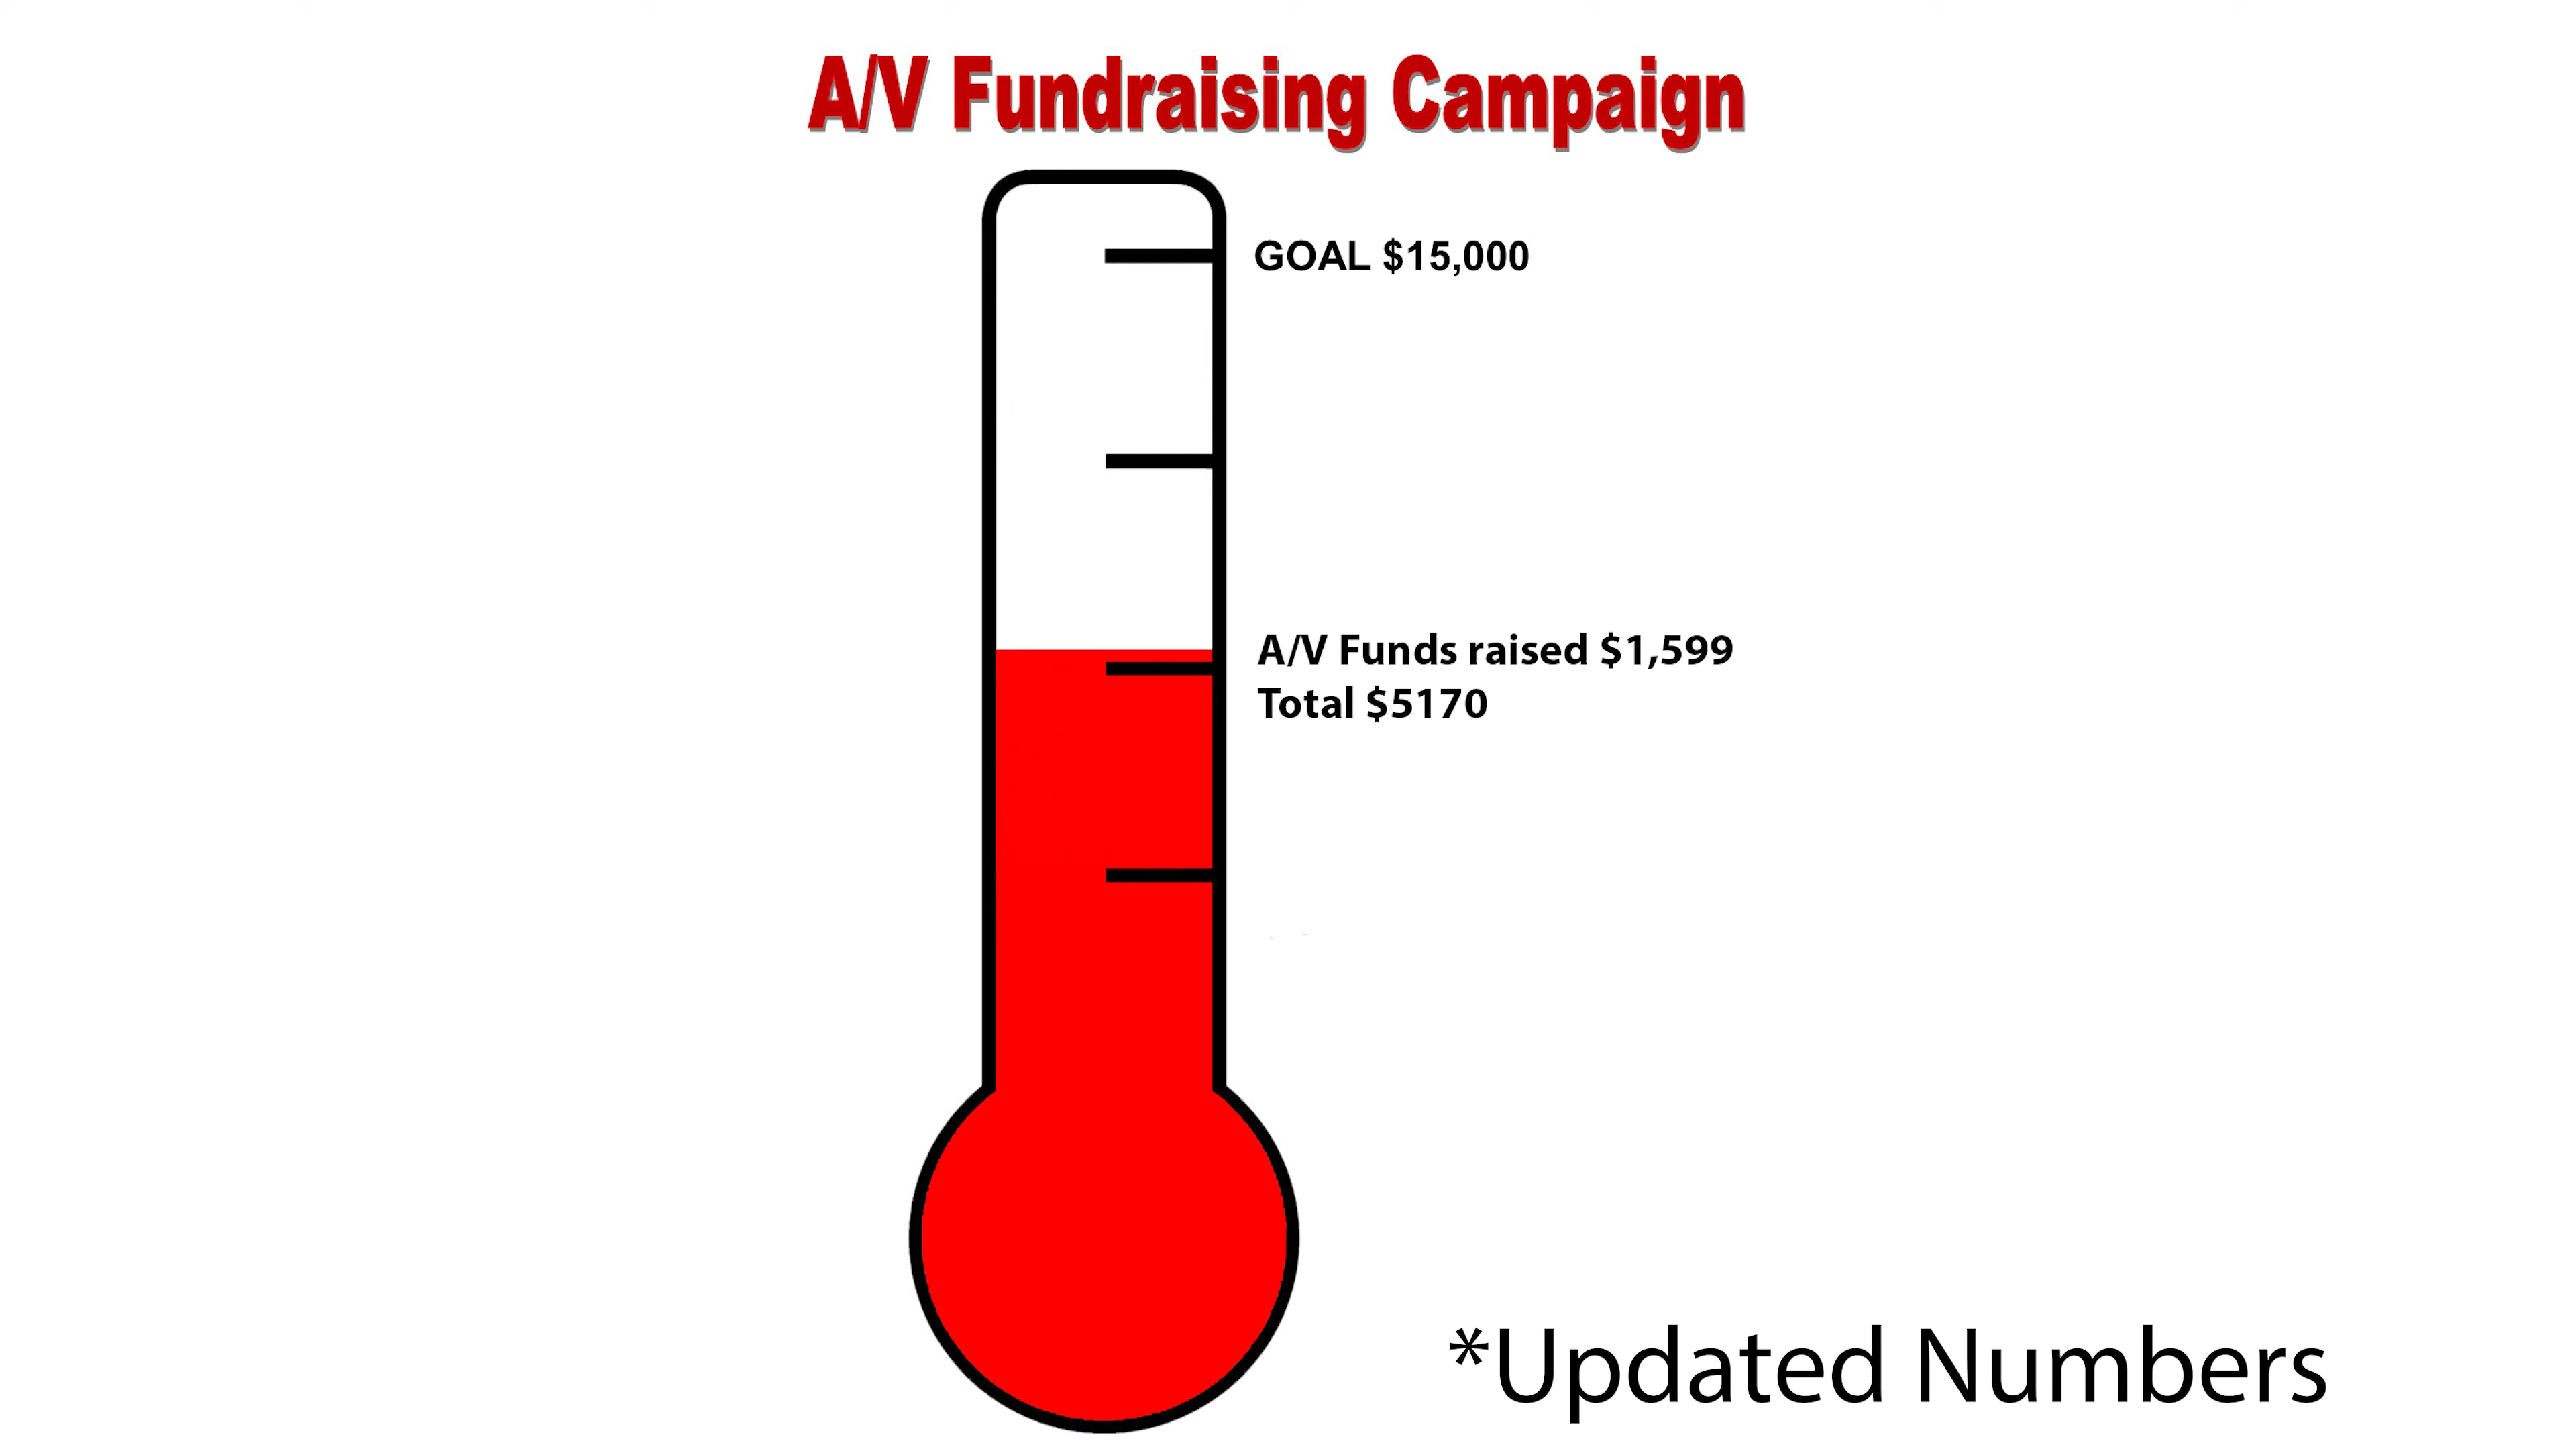 A/V Fundraising Campaign
GOAL $15,000
A/V Funds raised $1,599
Total $5170
*Updated Numbers